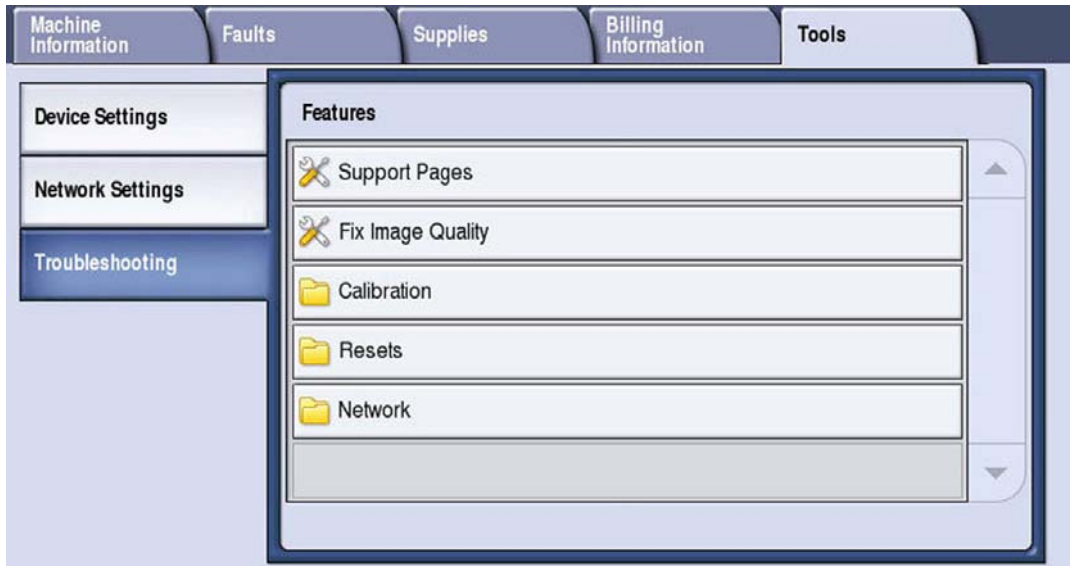 Machine
Information
Faults
Supplies
Billing
Information
Tools
Device Settings
Network Settings
Troubleshooting
Features
Support Pages
Fix Image Quality
Calibration
Resets
Network